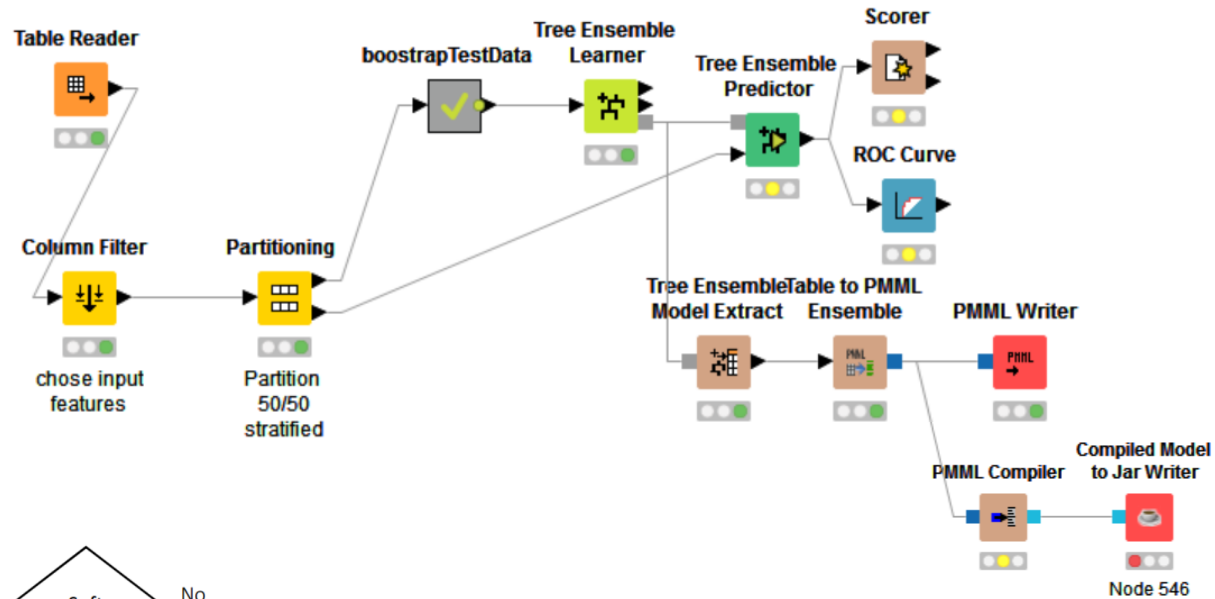 Scorer
Tree Ensemble
Learner
Table Reader
boostrapTestData
Tree Ensemble
Predictor
ROC Curve
Column Filter
Partitioning
Tree Ensemble
Model Extract
Table to PMML
Ensemble
PMML Writer
PMML
PMML
chose input
features
Partition
50/50
stratified
Compiled Model
to Jar Writer
PMML Compiler
Node 546
No